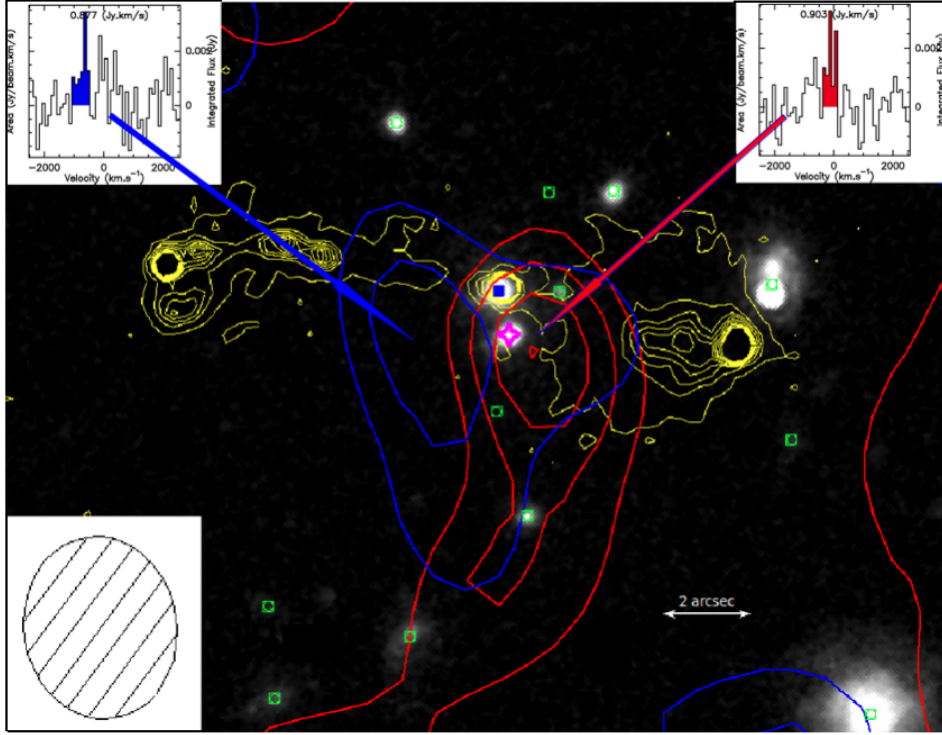 0.877 (Jy.km/s)
Area (Jy/beam.km/s)
Integrated Flux (Jy)
0.005
0
−2000 0 2000
Velocity (km.s⁻¹)
0.903 (Jy.km/s)
Area (Jy/beam.km/s)
Integrated Flux (Jy)
0.002
0
−2000 0 2000
Velocity (km.s⁻¹)
2 arcsec